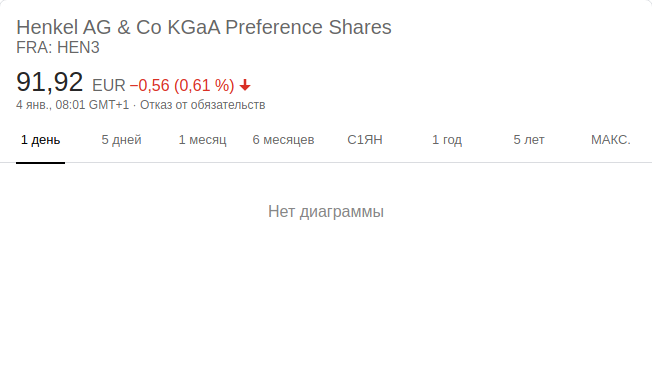 Henkel AG & Co KGaA Preference Shares
FRA: HEN3
91,92 EUR −0,56 (0,61 %)
4 янв., 08:01 GMT+1 · Отказ от обязательств
1 день 5 дней 1 месяц 6 месяцев С1ЯН 1 год 5 лет МАКС.
Нет диаграммы